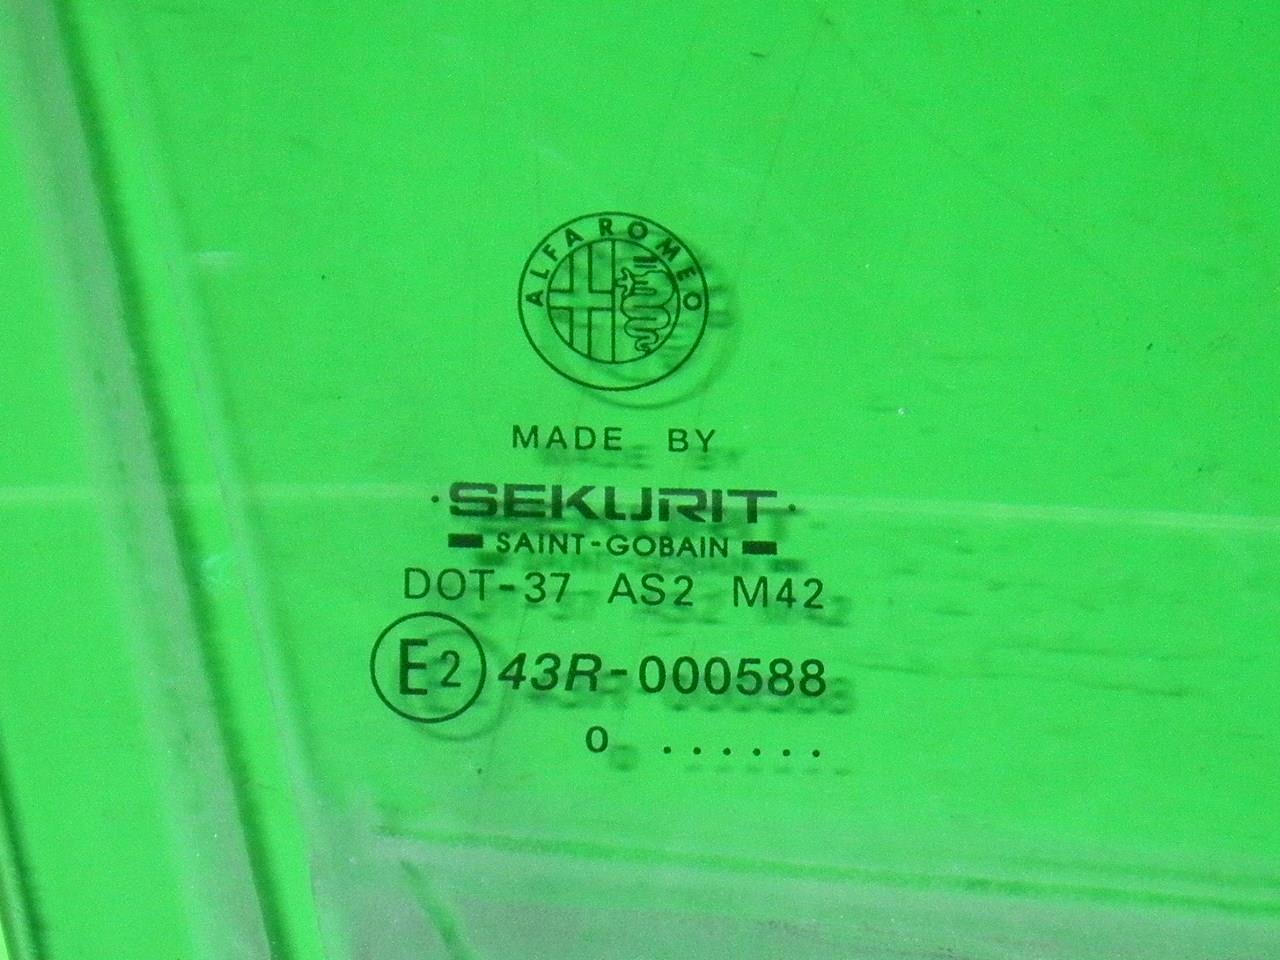 ALFA ROMEO
MADE BY
·SEKURIT·
SAINT-GOBAIN
DOT-37 AS2 M42
E2 43R-000588
0 ......